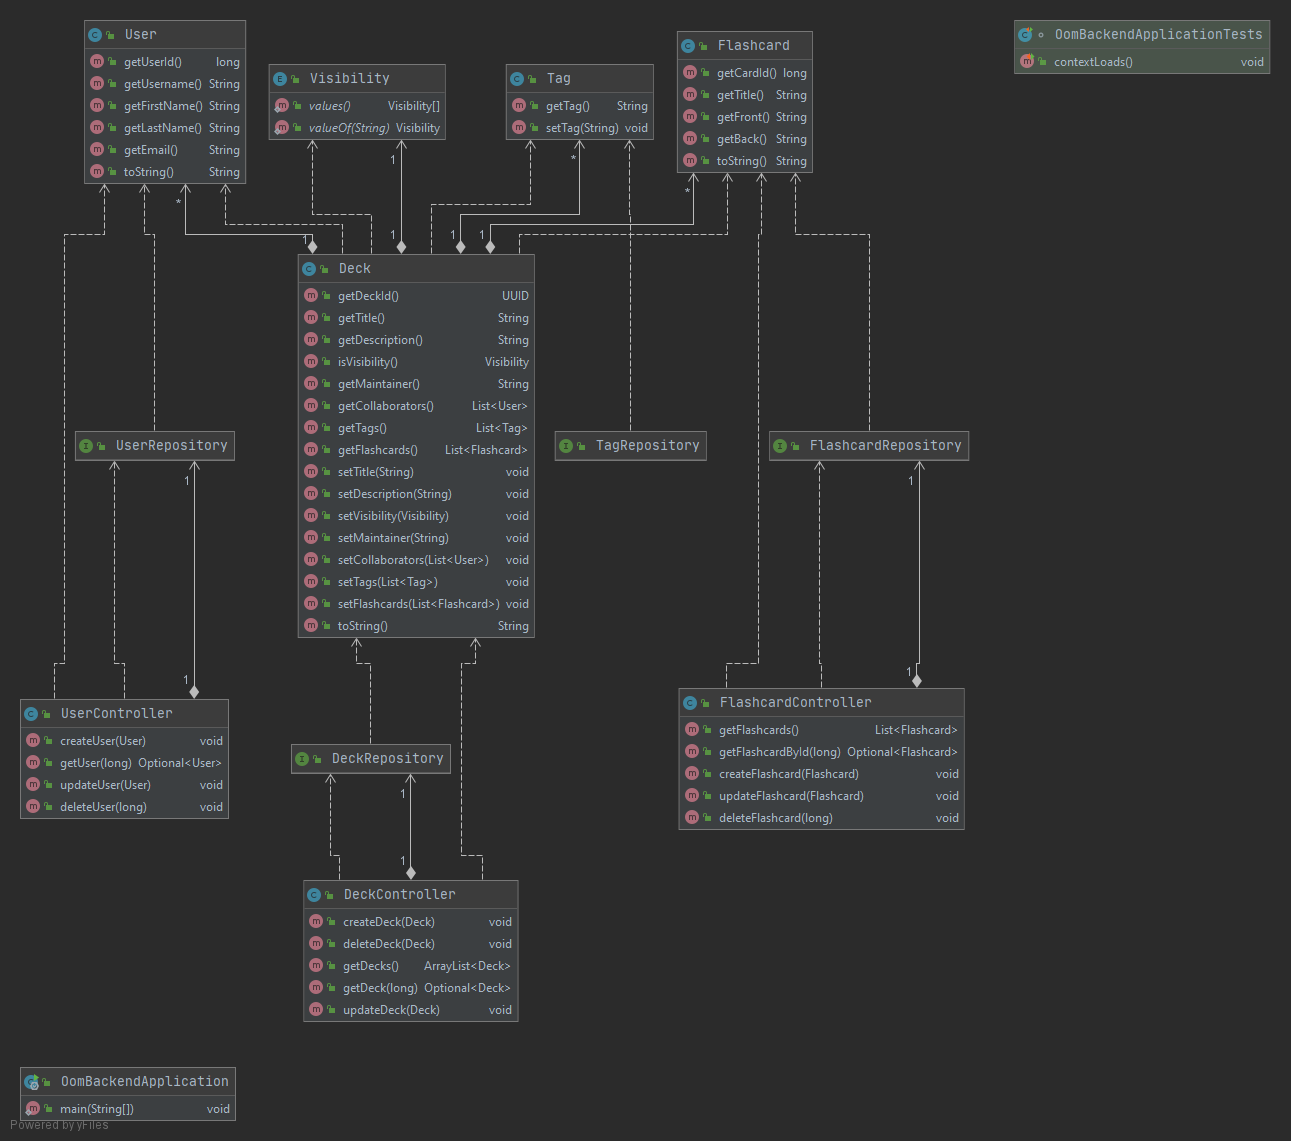 User
getUserId() long
getUsername() String
getFirstName() String
getLastName() String
getEmail() String
toString() String
Visibility
values() Visibility[]
valueOf(String) Visibility
Tag
getTag() String
setTag(String) void
Flashcard
getCardId() long
getTitle() String
getFront() String
getBack() String
toString() String
OomBackendApplicationTests
contextLoads() void
1
*
*
*
1
1
1
1
Deck
getDeckId() UUID
getTitle() String
getDescription() String
isVisibility() Visibility
getMaintainer() String
getCollaborators() List<User>
getTags() List<Tag>
getFlashcards() List<Flashcard>
setTitle(String) void
setDescription(String) void
setVisibility(Visibility) void
setMaintainer(String) void
setCollaborators(List<User>) void
setTags(List<Tag>) void
setFlashcards(List<Flashcard>) void
toString() String
UserRepository
TagRepository
FlashcardRepository
1
1
1
1
UserController
createUser(User) void
getUser(long) Optional<User>
updateUser(User) void
deleteUser(long) void
FlashcardController
getFlashcards() List<Flashcard>
getFlashcardById(long) Optional<Flashcard>
createFlashcard(Flashcard) void
updateFlashcard(Flashcard) void
deleteFlashcard(long) void
DeckRepository
1
1
DeckController
createDeck(Deck) void
deleteDeck(Deck) void
getDecks() ArrayList<Deck>
getDeck(long) Optional<Deck>
updateDeck(Deck) void
OomBackendApplication
main(String[]) void
Powered by yFiles